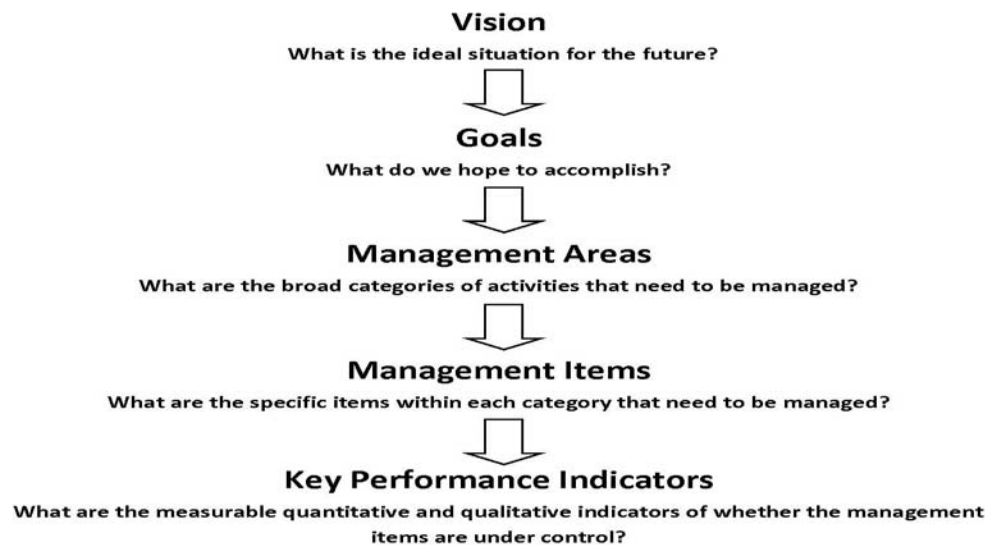 Vision
What is the ideal situation for the future?
Goals
What do we hope to accomplish?
Management Areas
What are the broad categories of activities that need to be managed?
Management Items
What are the specific items within each category that need to be managed?
Key Performance Indicators
What are the measurable quantitative and qualitative indicators of whether the management
items are under control?